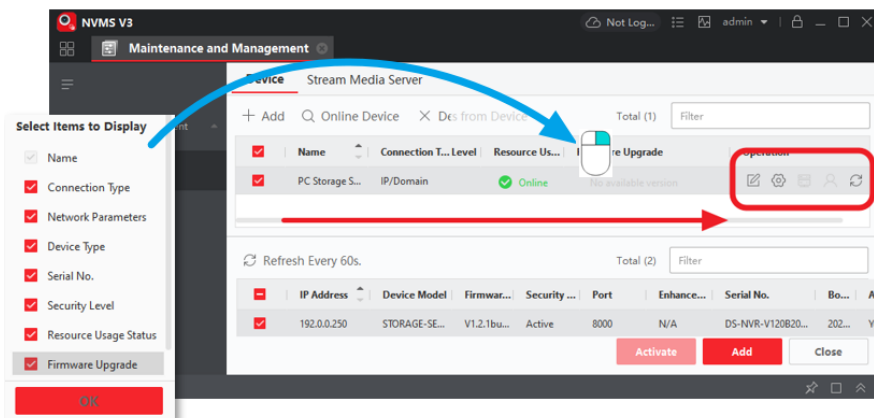 NVMS V3
Not Log...
admin
Maintenance and Management
Device Stream Media Server
Add Online Device from Device Total (1) Filter
Name Connection T... Level Resource Us... Upgrade Operation
PC Storage S... IP/Domain Online No available version
Refresh Every 60s. Total (2) Filter
IP Address Device Model Firmwar... Security ... Port Enhance... Serial No. Bo... A
192.0.0.250 STORAGE-SE... V1.2.1bu... Active 8000 N/A DS-NVR-V120B20... 202... Y
Activate Add Close
Select Items to Display
Name
Connection Type
Network Parameters
Device Type
Serial No.
Security Level
Resource Usage Status
Firmware Upgrade
OK